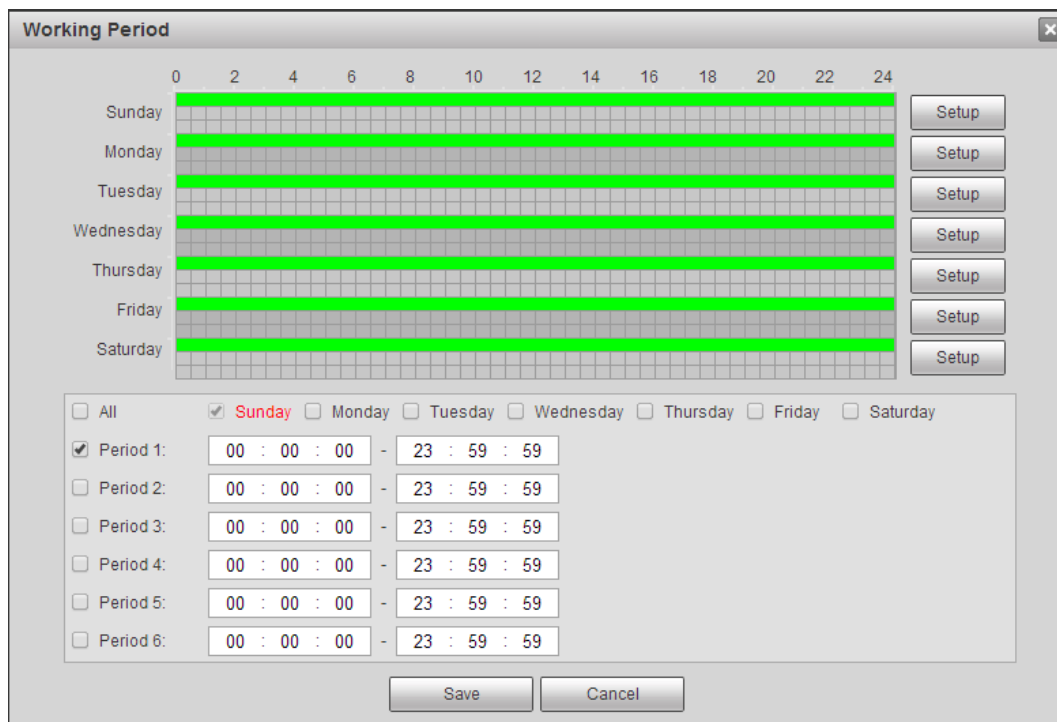 Working Period
0 2 4 6 8 10 12 14 16 18 20 22 24
Sunday Setup
Monday Setup
Tuesday Setup
Wednesday Setup
Thursday Setup
Friday Setup
Saturday Setup
All Sunday Monday Tuesday Wednesday Thursday Friday Saturday
Period 1: 00 : 00 : 00 - 23 : 59 : 59
Period 2: 00 : 00 : 00 - 23 : 59 : 59
Period 3: 00 : 00 : 00 - 23 : 59 : 59
Period 4: 00 : 00 : 00 - 23 : 59 : 59
Period 5: 00 : 00 : 00 - 23 : 59 : 59
Period 6: 00 : 00 : 00 - 23 : 59 : 59
Save Cancel